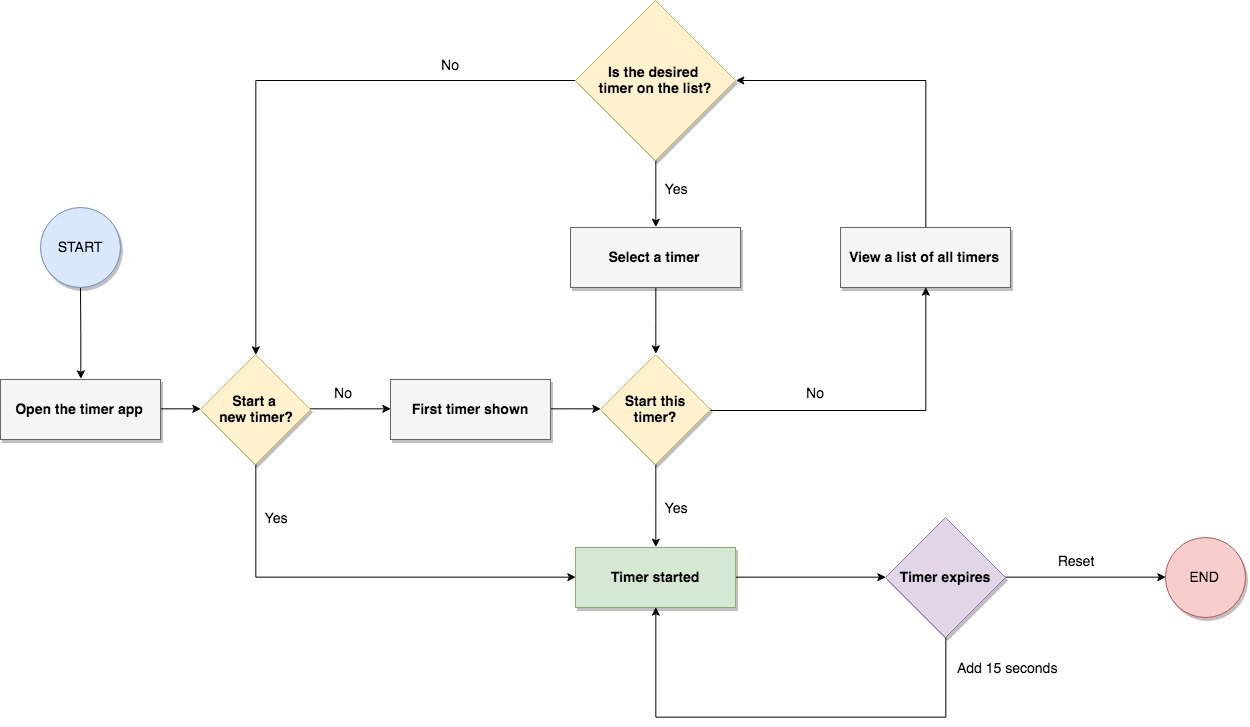 No
Is the desired
timer on the list?
Yes
START
Select a timer
View a list of all timers
Open the timer app
Start a
new timer?
No
First timer shown
Start this
timer?
No
Yes
Yes
Timer started
Timer expires
Reset
END
Add 15 seconds